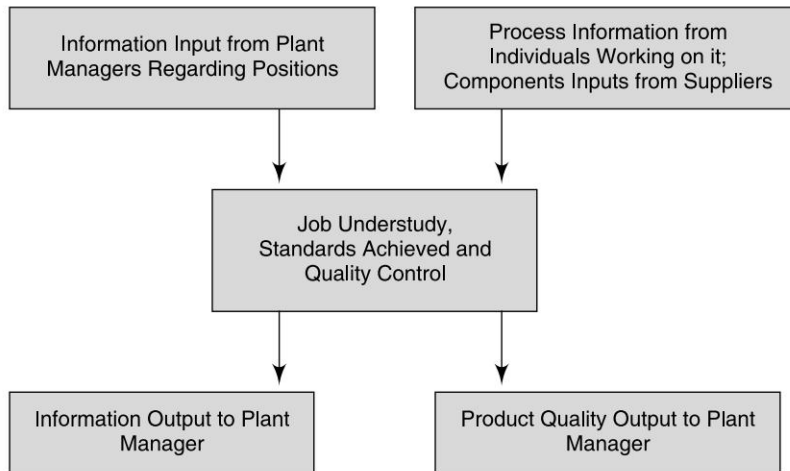 Information Input from Plant
Managers Regarding Positions
Process Information from
Individuals Working on it;
Components Inputs from Suppliers
Job Understudy,
Standards Achieved and
Quality Control
Information Output to Plant
Manager
Product Quality Output to Plant
Manager